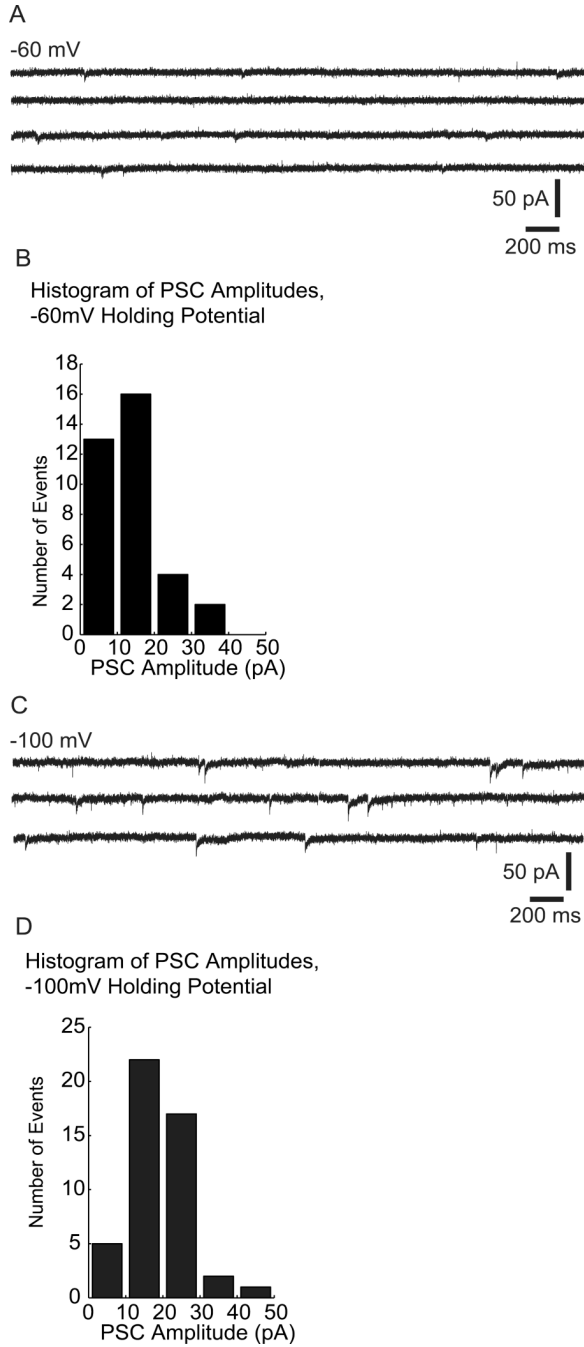 A
-60 mV
50 pA
200 ms
B
Histogram of PSC Amplitudes,
-60mV Holding Potential
18
16
14
12
10
8
6
4
2
0
Number of Events
0 10 20 30 40 50
PSC Amplitude (pA)
C
-100 mV
50 pA
200 ms
D
Histogram of PSC Amplitudes,
-100mV Holding Potential
25
20
15
10
5
0
Number of Events
0 10 20 30 40 50
PSC Amplitude (pA)